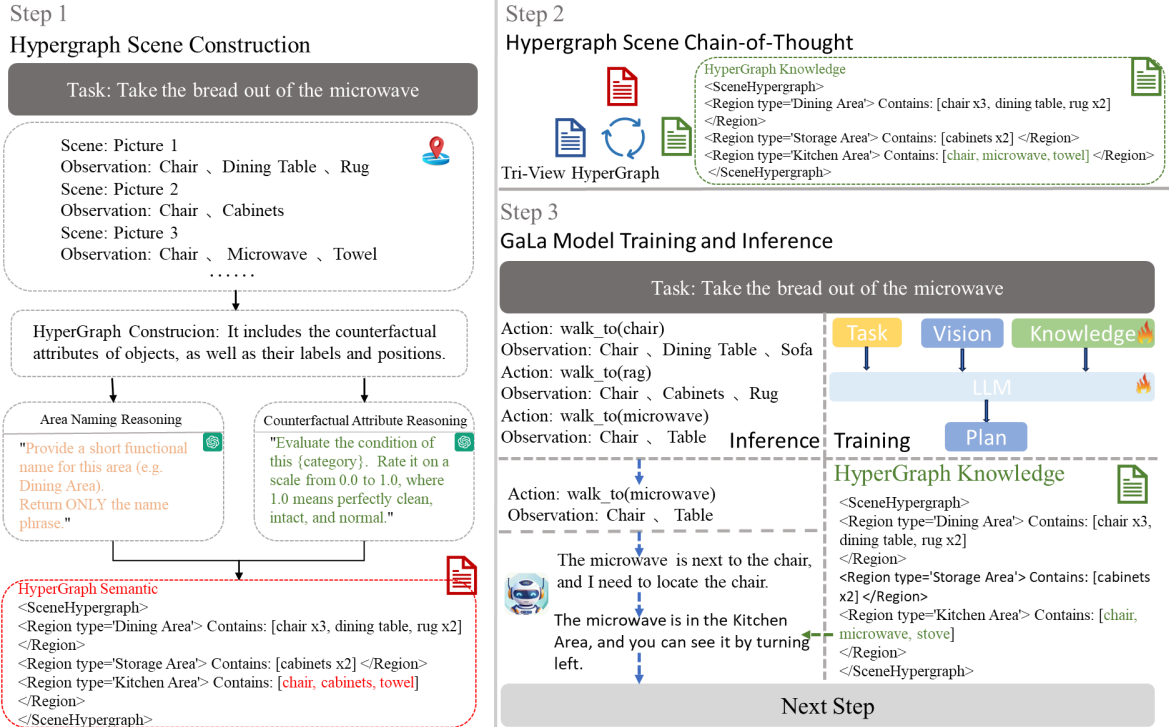 Step 1
Hypergraph Scene Construction
Task: Take the bread out of the microwave
Scene: Picture 1
Observation: Chair 、Dining Table 、Rug
Scene: Picture 2
Observation: Chair 、Cabinets
Scene: Picture 3
Observation: Chair 、 Microwave 、Towel
······
HyperGraph Construcion: It includes the counterfactual
attributes of objects, as well as their labels and positions.
Area Naming Reasoning
"Provide a short functional
name for this area (e.g.
Dining Area).
Return ONLY the name
phrase."
Counterfactual Attribute Reasoning
"Evaluate the condition of
this {category}. Rate it on a
scale from 0.0 to 1.0, where
1.0 means perfectly clean,
intact, and normal."
HyperGraph Semantic
<SceneHypergraph>
<Region type='Dining Area'> Contains: [chair x3, dining table, rug x2]
</Region>
<Region type='Storage Area'> Contains: [cabinets x2] </Region>
<Region type='Kitchen Area'> Contains: [chair, cabinets, towel]
</Region>
</SceneHypergraph>
Step 2
Hypergraph Scene Chain-of-Thought
Tri-View HyperGraph
HyperGraph Knowledge
<SceneHypergraph>
<Region type='Dining Area'> Contains: [chair x3, dining table, rug x2]
</Region>
<Region type='Storage Area'> Contains: [cabinets x2] </Region>
<Region type='Kitchen Area'> Contains: [chair, microwave, towel] </Region>
</SceneHypergraph>
Step 3
GaLa Model Training and Inference
Task: Take the bread out of the microwave
Action: walk_to(chair)
Observation: Chair 、Dining Table 、Sofa
Action: walk_to(rag)
Observation: Chair 、Cabinets 、Rug
Action: walk_to(microwave)
Observation: Chair 、 Table
Inference
Task
Vision
Knowledge
LLM
Plan
Training
Action: walk_to(microwave)
Observation: Chair 、 Table
The microwave is next to the chair,
and I need to locate the chair.
The microwave is in the Kitchen
Area, and you can see it by turning
left.
HyperGraph Knowledge
<SceneHypergraph>
<Region type='Dining Area'> Contains: [chair x3,
dining table, rug x2]
</Region>
<Region type='Storage Area'> Contains: [cabinets
x2] </Region>
<Region type='Kitchen Area'> Contains: [chair,
microwave, stove]
</Region>
</SceneHypergraph>
Next Step